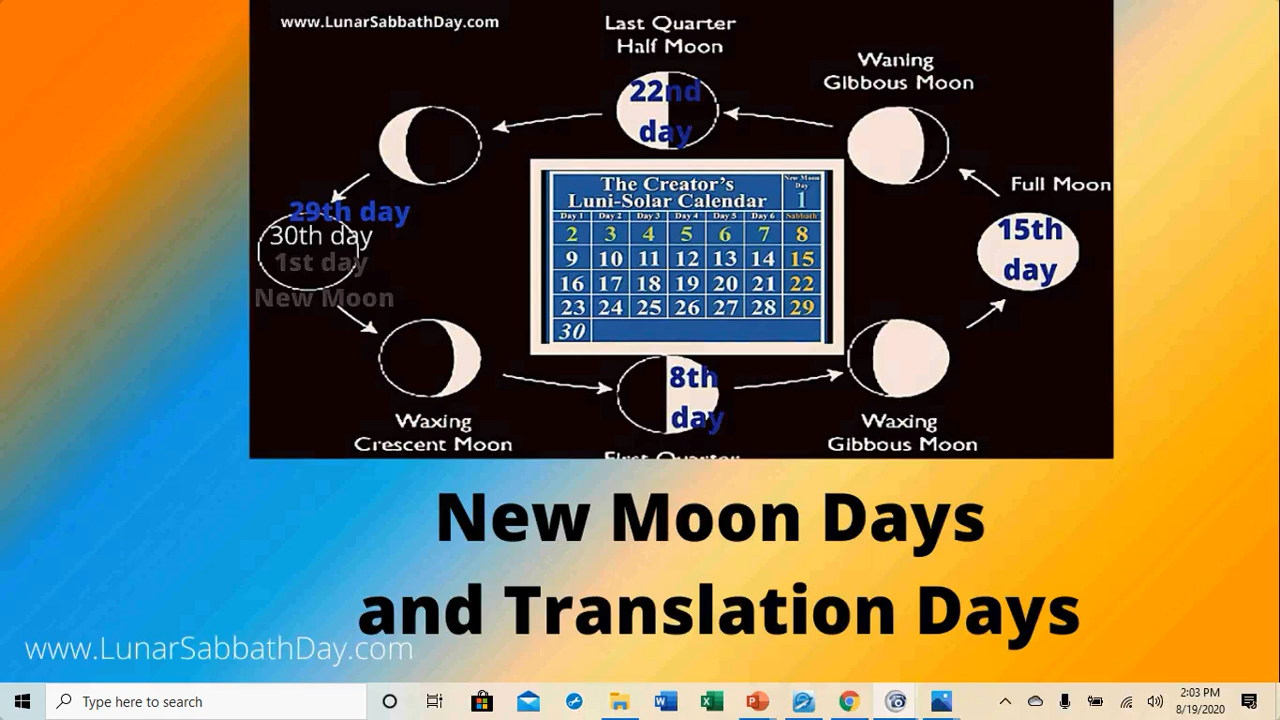 www.LunarSabbathDay.com
Last Quarter
Half Moon
Waning
Gibbous Moon
22nd
day
Full Moon
15th
day
29th day
30th day
1st day
New Moon
The Creator's
Luni-Solar Calendar
New Moon
Day
1
Day 1 Day 2 Day 3 Day 4 Day 5 Day 6 Sabbath
2 3 4 5 6 7 8
9 10 11 12 13 14 15
16 17 18 19 20 21 22
23 24 25 26 27 28 29
30
8th
day
Waxing
Crescent Moon
First Quarter
Waxing
Gibbous Moon
New Moon Days
and Translation Days
www.LunarSabbathDay.com
Type here to search
2:03 PM
8/19/2020